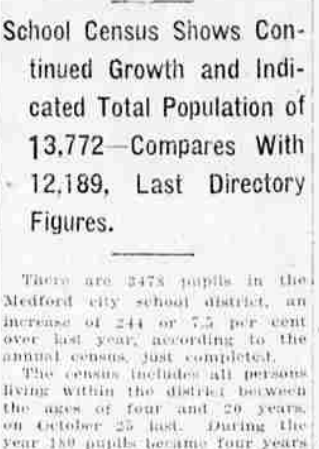 School Census Shows Con-
tinued Growth and Indi-
cated Total Population of
13,772—Compares With
12,189, Last Directory
Figures.
There are 3478 pupils in the
Medford city school district, an
increase of 244 or 7.5 per cent
over last year, according to the
annual census, just completed.
The census includes all persons
living within the district between
the ages of four and 20 years,
on October 25 last. During the
year 180 pupils became four years